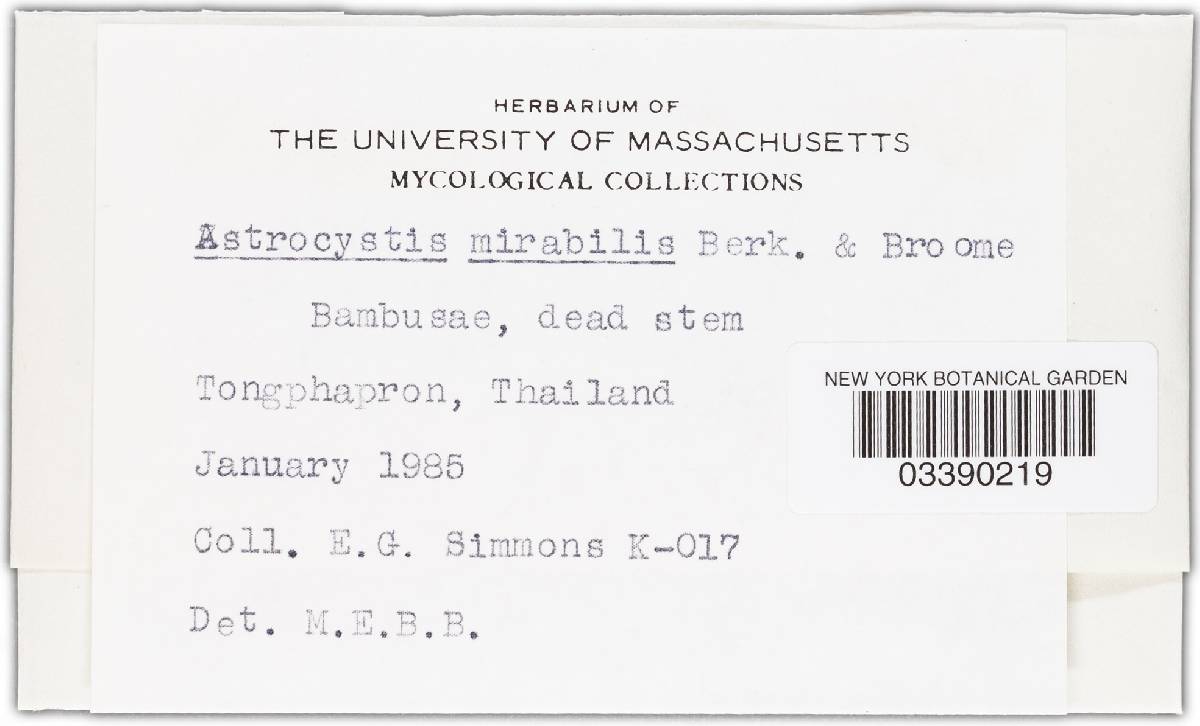 HERBARIUM OF
THE UNIVERSITY OF MASSACHUSETTS
MYCOLOGICAL COLLECTIONS
Astrocystis mirabilis Berk. & Broome
Bambusae, dead stem
Tongphapron, Thailand
January 1985
Coll. E.G. Simmons K-017
Det. M.E.B.B.
NEW YORK BOTANICAL GARDEN
03390219